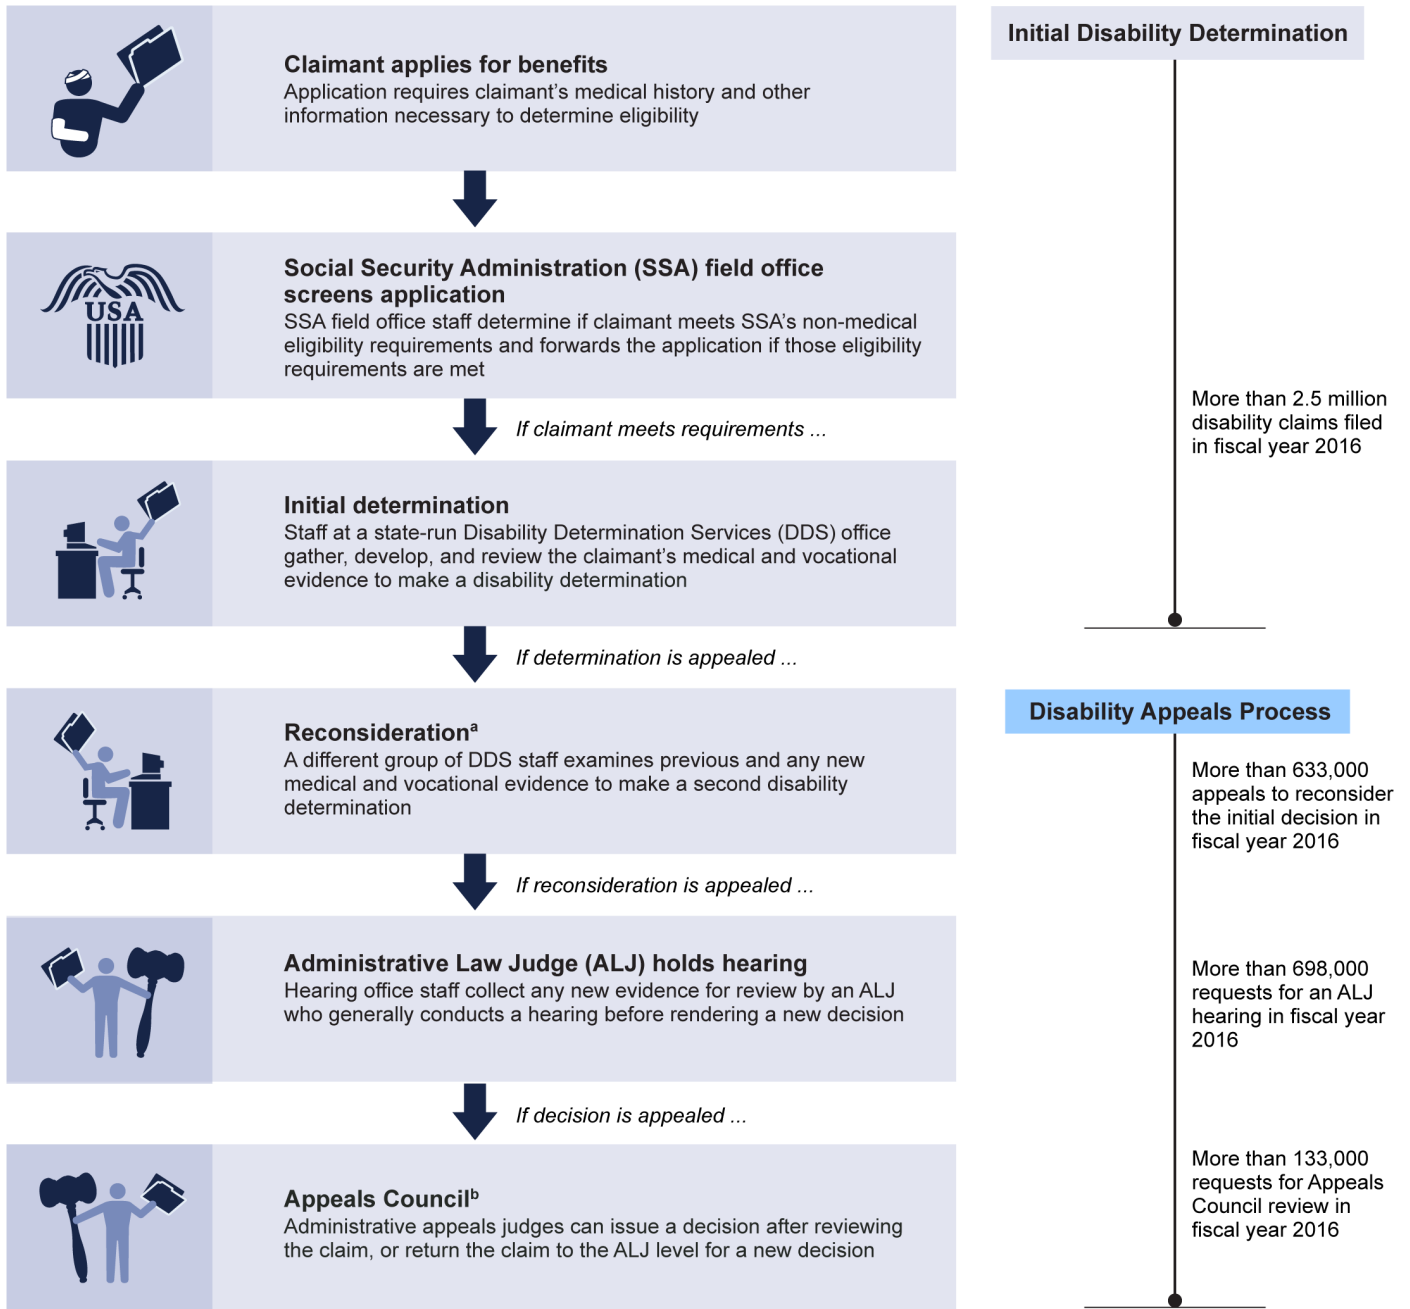 Claimant applies for benefits
Application requires claimant's medical history and other
information necessary to determine eligibility
USA
Social Security Administration (SSA) field office
screens application
SSA field office staff determine if claimant meets SSA's non-medical
eligibility requirements and forwards the application if those eligibility
requirements are met
If claimant meets requirements ...
Initial determination
Staff at a state-run Disability Determination Services (DDS) office
gather, develop, and review the claimant's medical and vocational
evidence to make a disability determination
If determination is appealed ...
Reconsiderationᵃ
A different group of DDS staff examines previous and any new
medical and vocational evidence to make a second disability
determination
If reconsideration is appealed ...
Administrative Law Judge (ALJ) holds hearing
Hearing office staff collect any new evidence for review by an ALJ
who generally conducts a hearing before rendering a new decision
If decision is appealed ...
Appeals Councilᵇ
Administrative appeals judges can issue a decision after reviewing
the claim, or return the claim to the ALJ level for a new decision
Initial Disability Determination
More than 2.5 million
disability claims filed
in fiscal year 2016
Disability Appeals Process
More than 633,000
appeals to reconsider
the initial decision in
fiscal year 2016
More than 698,000
requests for an ALJ
hearing in fiscal year
2016
More than 133,000
requests for Appeals
Council review in
fiscal year 2016